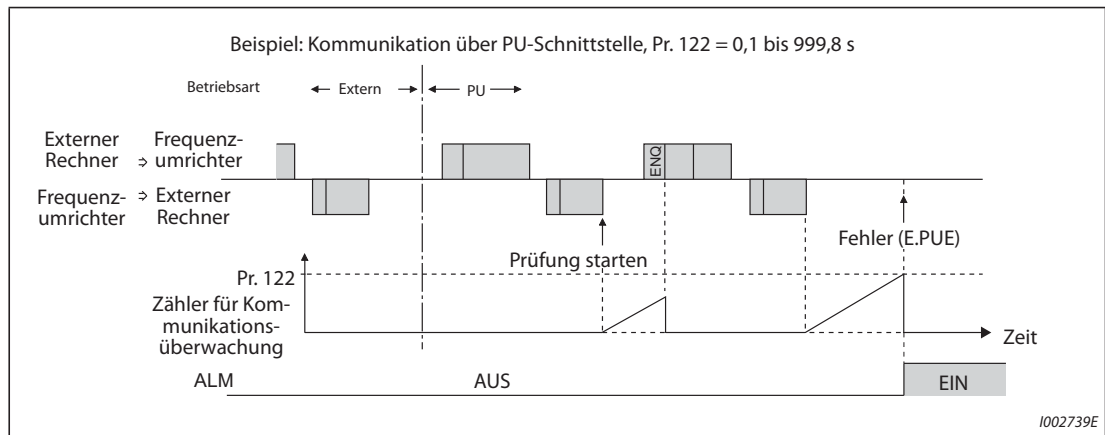 Beispiel: Kommunikation über PU-Schnittstelle, Pr. 122 = 0,1 bis 999,8 s
Betriebsart
Extern
PU
Externer
Rechner
Frequenz-
umrichter
ENQ
Frequenz-
umrichter
Externer
Rechner
Prüfung starten
Fehler (E.PUE)
Pr. 122
Zähler für Kom-
munikations-
überwachung
Zeit
ALM
AUS
EIN
I002739E